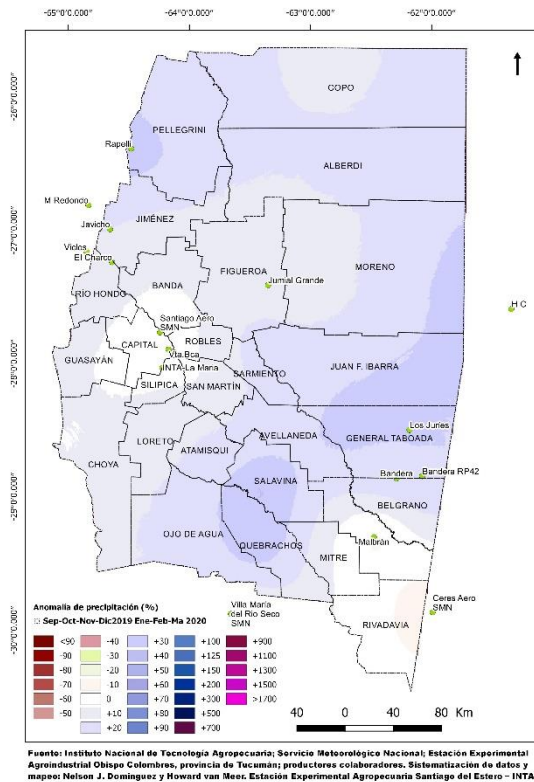 -65°0'0.000" -64°0'0.000" -63°0'0.000" -62°0'0.000"
-26°0'0.000"
-27°0'0.000"
-28°0'0.000"
-29°0'0.000"
-30°0'0.000"
COPO
PELLEGRINI
Rapelli
ALBERDI
M Redondo
JIMÉNEZ
Javicho
Viclos
El Charco
MORENO
FIGUEROA
BANDA
Jumial Grande
RÍO HONDO
H C
Santiago Aero
SMN
CAPITAL
ROBLES
Vta.Bca
GUASAYÁN
INTA-La Maria
SARMIENTO
JUAN F. IBARRA
SILIPICA
SAN MARTÍN
Los Juríes
LORETO
AVELLANEDA
GENERAL TABOADA
ATAMISQUI
CHOYA
SALAVINA
Bandera
Bandera RP42
BELGRANO
OJO DE AGUA
QUEBRACHOS
Malbrán
MITRE
Villa María
del Río Seco
SMN
Ceres Aero
SMN
RIVADAVIA
Anomalia de precipitación (%)
Sep-Oct-Nov-Dic2019 Ene-Feb-Ma 2020
<90 -40 +30 +100 +900
-90 -30 +40 +125 +1100
-80 -20 +50 +150 +1300
-70 -10 +60 +200 +1500
-50 0 +70 +300 >1700
-50 +10 +80 +500
+20 +90 +700
40 0 40 80 Km
Fuente: Instituto Nacional de Tecnología Agropecuaria; Servicio Meteorológico Nacional; Estación Experimental
Agroindustrial Obispo Colombres, provincia de Tucumán; productores colaboradores. Sistematización de datos y
mapeo: Nelson J. Dominguez y Howard van Meer. Estación Experimental Agropecuaria Santiago del Estero – INTA